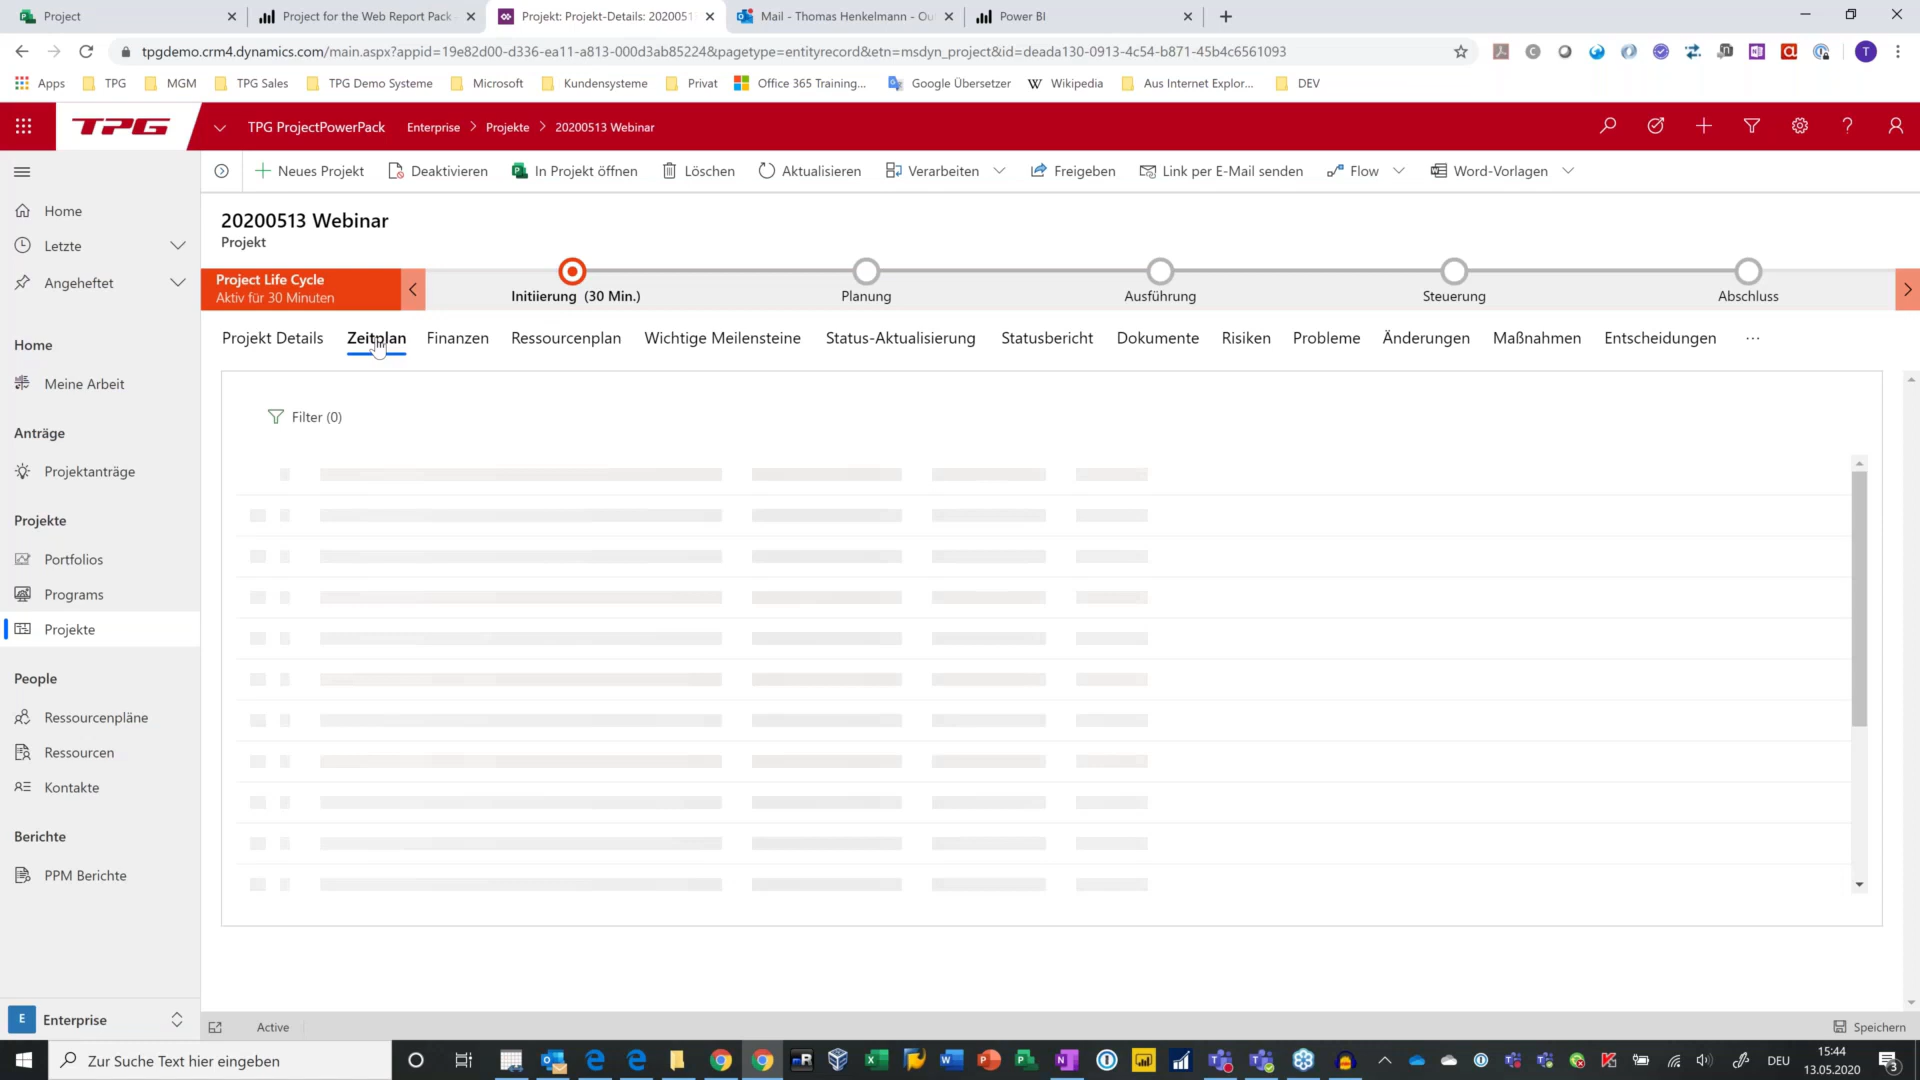 Project
Project for the Web Report Pack
Projekt: Projekt-Details: 2020051
Mail - Thomas Henkelmann - Ou
Power BI
tpgdemo.crm4.dynamics.com/main.aspx?appid=19e82d00-d336-ea11-a813-000d3ab85224&pagetype=entityrecord&etn=msdyn_project&id=deada130-0913-4c54-b871-45b4c6561093
T
Apps
TPG
MGM
TPG Sales
TPG Demo Systeme
Microsoft
Kundensysteme
Privat
Office 365 Training...
Google Übersetzer
Wikipedia
Aus Internet Explor...
DEV
TPG
TPG ProjectPowerPack
Enterprise > Projekte > 20200513 Webinar
Neues Projekt
Deaktivieren
In Projekt öffnen
Löschen
Aktualisieren
Verarbeiten
Freigeben
Link per E-Mail senden
Flow
Word-Vorlagen
Home
Letzte
Angeheftet
Home
Meine Arbeit
Anträge
Projektanträge
Projekte
Portfolios
Programs
Projekte
People
Ressourcenpläne
Ressourcen
Kontakte
Berichte
PPM Berichte
E Enterprise
20200513 Webinar
Projekt
Project Life Cycle
Aktiv für 30 Minuten
Initiierung (30 Min.)
Planung
Ausführung
Steuerung
Abschluss
Projekt Details
Zeitplan
Finanzen
Ressourcenplan
Wichtige Meilensteine
Status-Aktualisierung
Statusbericht
Dokumente
Risiken
Probleme
Änderungen
Maßnahmen
Entscheidungen
...
Filter (0)
Active
Speichern
Zur Suche Text hier eingeben
DEU
15:44
13.05.2020
3